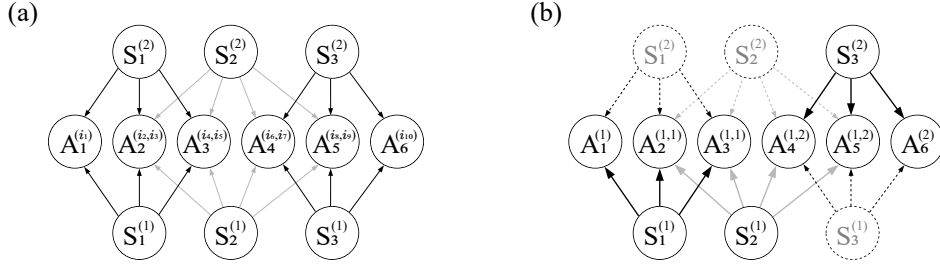 (a)
S₁⁽²⁾ S₂⁽²⁾ S₃⁽²⁾
A₁^(i₁) A₂^(i₂,i₃) A₃^(i₄,i₅) A₄^(i₆,i₇) A₅^(i₈,i₉) A₆^(i₁₀)
S₁⁽¹⁾ S₂⁽¹⁾ S₃⁽¹⁾
(b)
S₁⁽²⁾ S₂⁽²⁾ S₃⁽²⁾
A₁^(1) A₂^(1,1) A₃^(1,1) A₄^(1,2) A₅^(1,2) A₆^(2)
S₁⁽¹⁾ S₂⁽¹⁾ S₃⁽¹⁾